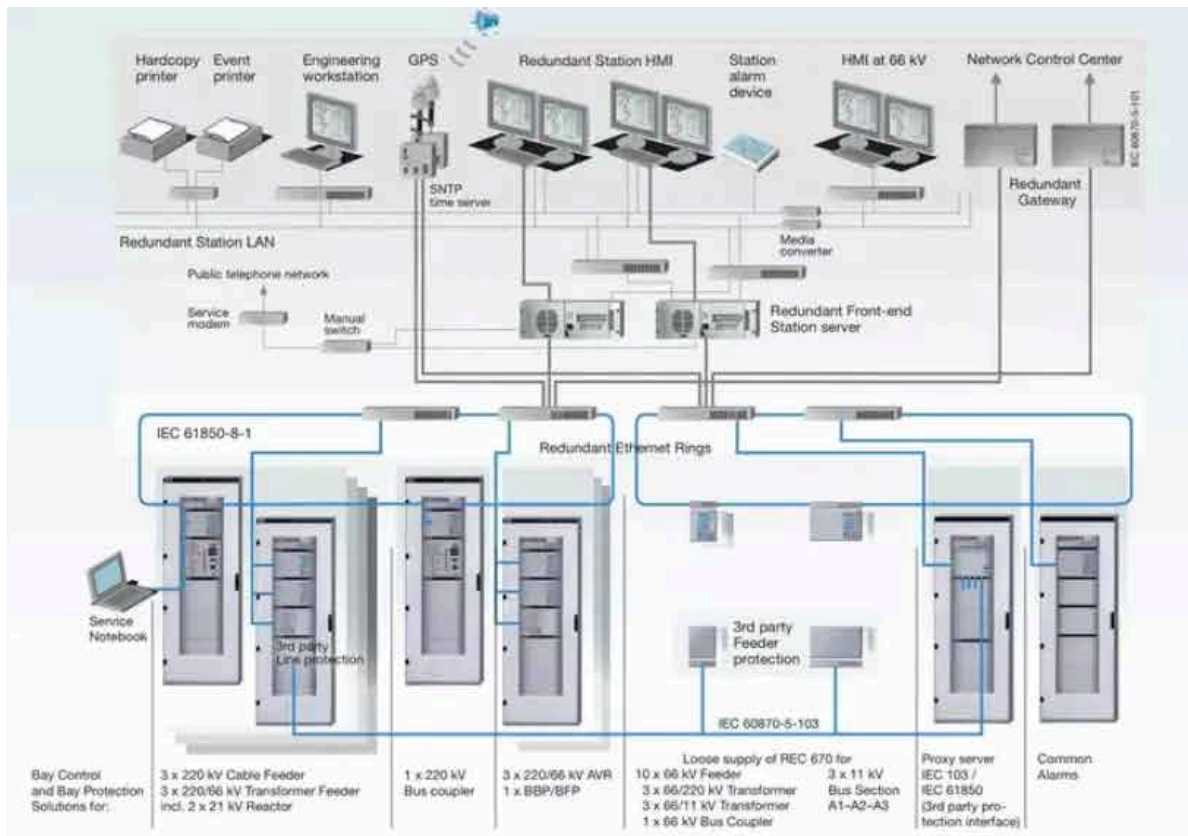 Hardcopy
printer
Event
printer
Engineering
workstation
GPS
Redundant Station HMI
Station
alarm
device
HMI at 66 kV
Network Control Center
IEC 60870-5-101
SNTP
time server
Redundant
Gateway
Redundant Station LAN
Media
converter
Public telephone network
Service
modem
Manual
switch
Redundant Front-end
Station server
IEC 61850-8-1
Redundant Ethernet Rings
Service
Notebook
3rd party
Line protection
3rd party
Feeder
protection
IEC 60870-5-103
Bay Control
and Bay Protection
Solutions for:
3 x 220 kV Cable Feeder
3 x 220/66 kV Transformer Feeder
incl. 2 x 21 kV Reactor
1 x 220 kV
Bus coupler
3 x 220/66 kV AVR
1 x BBP/BFP
Loose supply of REC 670 for
10 x 66 kV Feeder
3 x 66/220 kV Transformer
3 x 66/11 kV Transformer
1 x 66 kV Bus Coupler
3 x 11 kV
Bus Section
A1-A2-A3
Proxy server
IEC 103 /
IEC 61850
(3rd party pro-
tection interface)
Common
Alarms